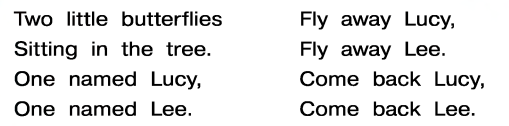 Two little butterflies
Sitting in the tree.
One named Lucy,
One named Lee.
Fly away Lucy,
Fly away Lee.
Come back Lucy,
Come back Lee.